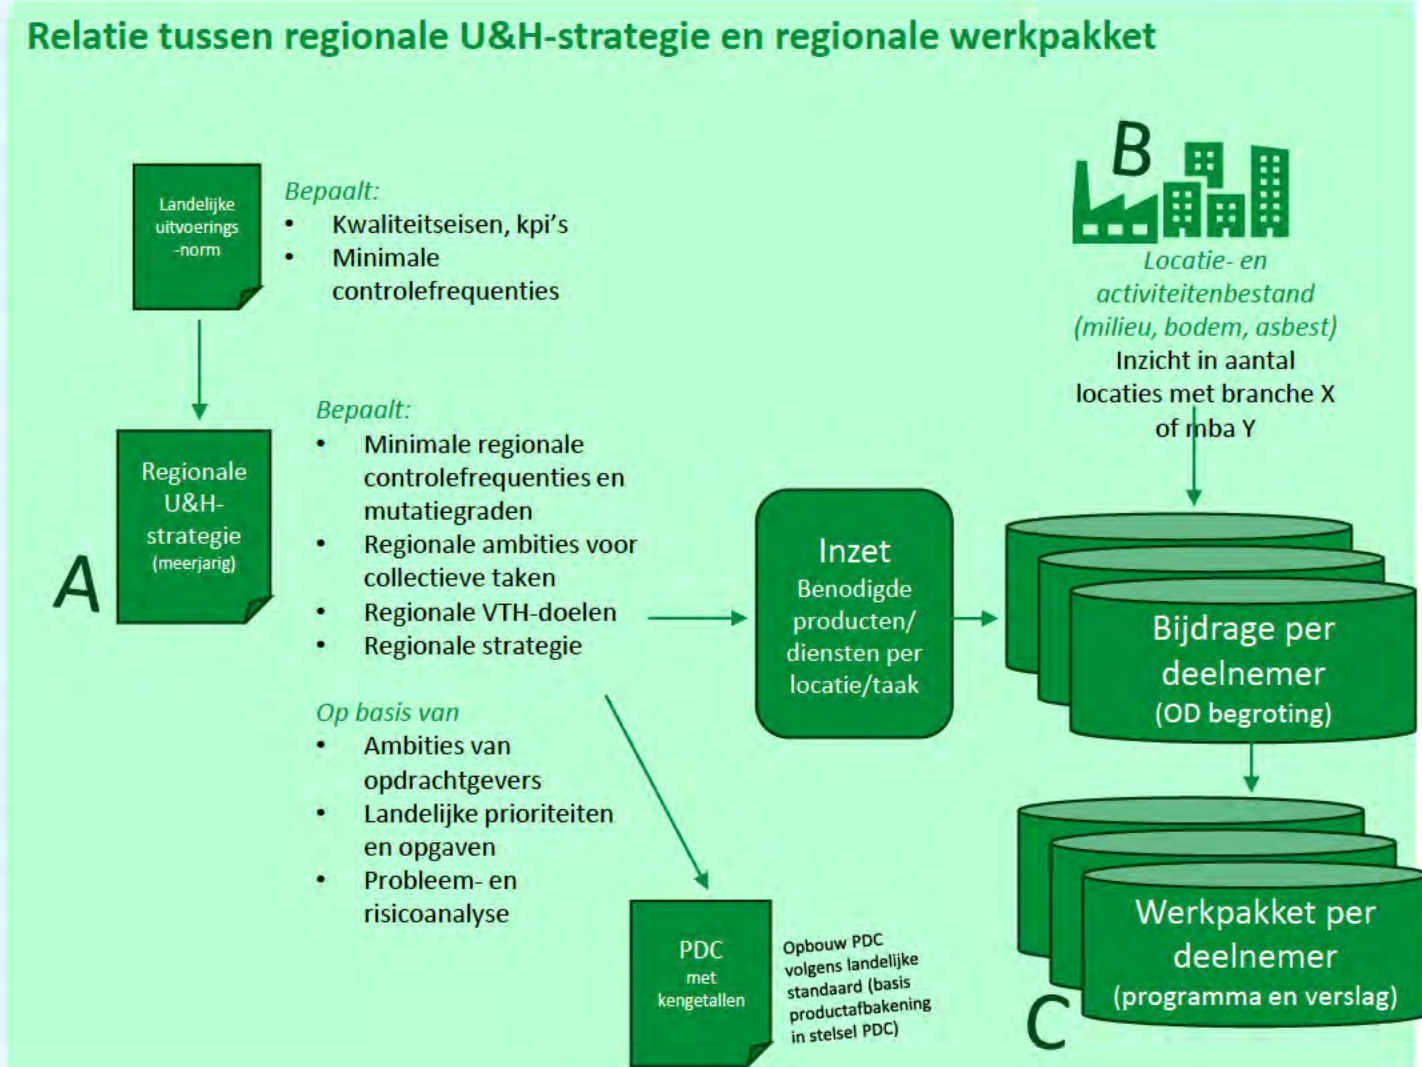 Relatie tussen regionale U&H-strategie en regionale werkpakket
Landelijke
uitvoerings
-norm
Bepaalt:
• Kwaliteitseisen, kpi's
• Minimale
controlefrequenties
B
Locatie- en
activiteitenbestand
(milieu, bodem, asbest)
Inzicht in aantal
locaties met branche X
of mba Y
A
Regionale
U&H-
strategie
(meerjarig)
Bepaalt:
• Minimale regionale
controlefrequenties en
mutatiegraden
• Regionale ambities voor
collectieve taken
• Regionale VTH-doelen
• Regionale strategie
Op basis van
• Ambities van
opdrachtgevers
• Landelijke prioriteiten
en opgaven
• Probleem- en
risicoanalyse
Inzet
Benodigde
producten/
diensten per
locatie/taak
Bijdrage per
deelnemer
(OD begroting)
PDC
met
kengetallen
Opbouw PDC
volgens landelijke
standaard (basis
productafbakening
in stelsel PDC)
Werkpakket per
deelnemer
(programma en verslag)
C